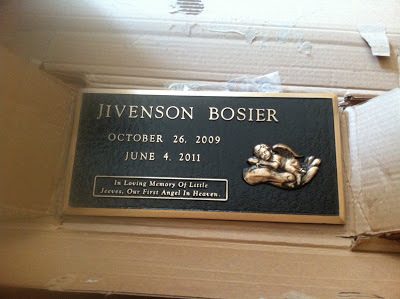 JIVENSON BOSIER
OCTOBER 26, 2009
JUNE 4, 2011
In Loving Memory Of Little
Jeeves, Our First Angel In Heaven.